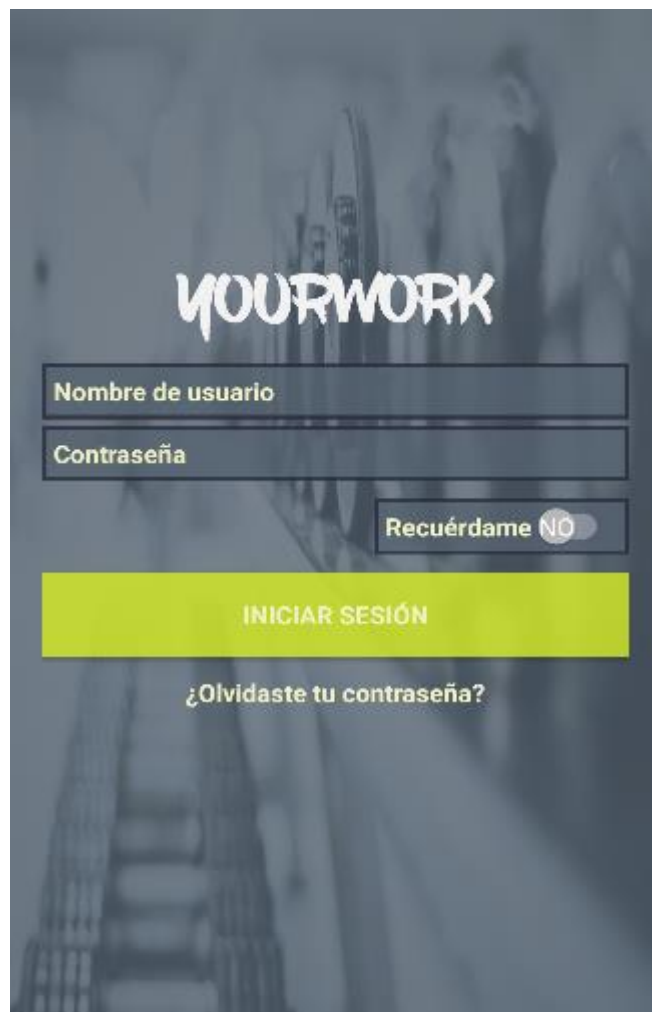 YOURWORK
Nombre de usuario
Contraseña
Recuérdame NO
INICIAR SESIÓN
¿Olvidaste tu contraseña?